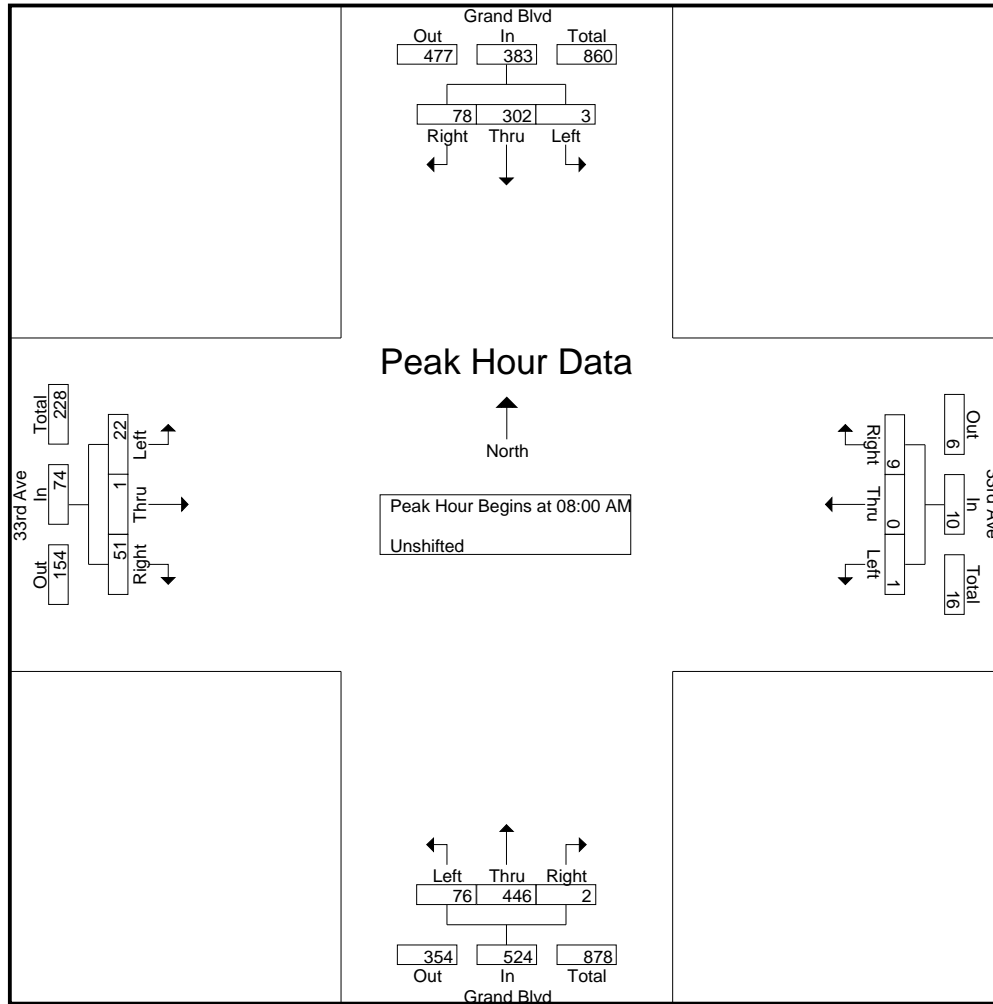 Grand Blvd
Out In Total
477 383 860
78 302 3
Right Thru Left
Peak Hour Data
North
Peak Hour Begins at 08:00 AM
Unshifted
33rd Ave
Total In Out
228 74 154
22 1 51
Left Thru Right
33rd Ave
Out In Total
6 10 16
9 0 1
Right Thru Left
Left Thru Right
76 446 2
354 524 878
Out In Total
Grand Blvd